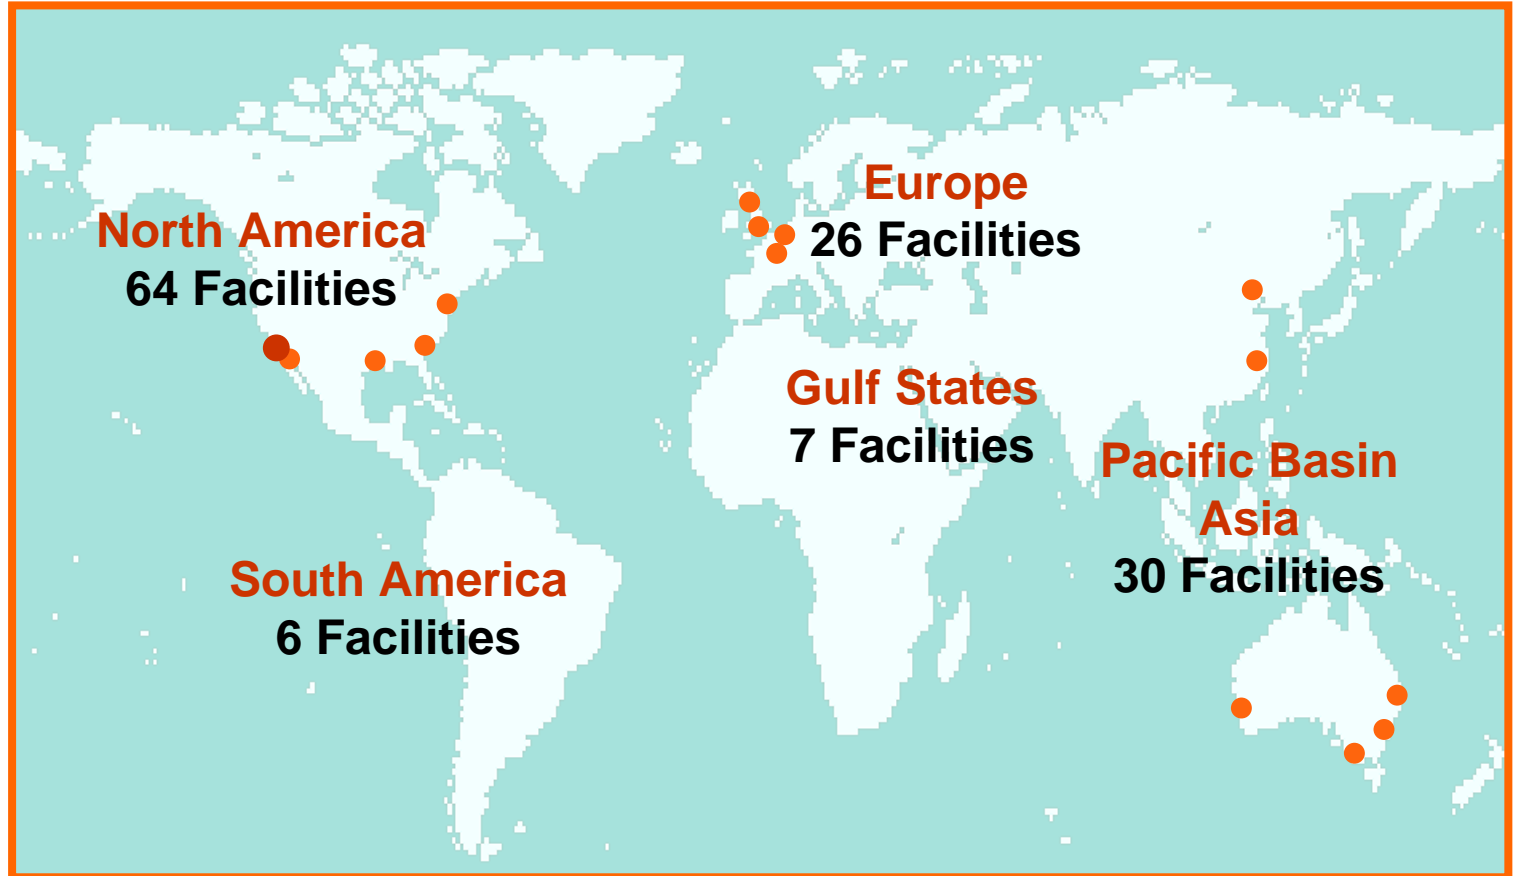 North America
64 Facilities
Europe
26 Facilities
Gulf States
7 Facilities
Pacific Basin
Asia
30 Facilities
South America
6 Facilities